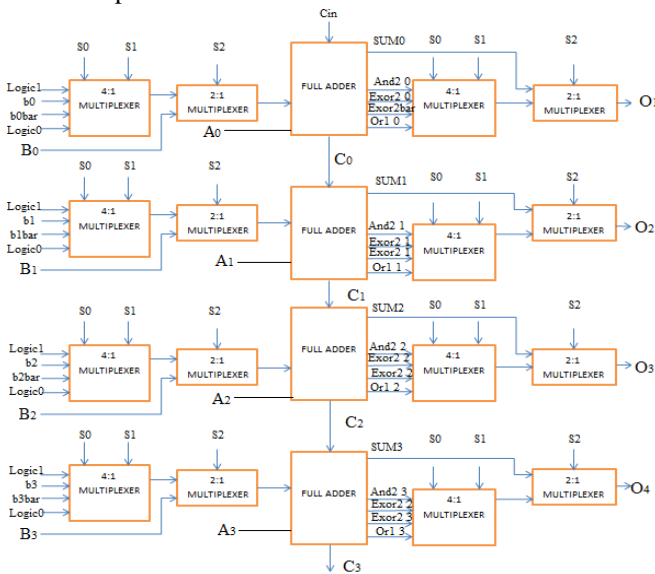 Cin
S0 S1 S2 SUM0 S0 S1 S2
Logic1
b0
b0bar
Logic0
B0
4:1
MULTIPLEXER
2:1
MULTIPLEXER
FULL ADDER
A0
And2 0
Exor2 0
Exor2bar
Or1 0
4:1
MULTIPLEXER
2:1
MULTIPLEXER
O1
C0
S0 S1 S2 SUM1 S0 S1 S2
Logic1
b1
b1bar
Logic0
B1
4:1
MULTIPLEXER
2:1
MULTIPLEXER
FULL ADDER
A1
And2 1
Exor2 1
Exor2 1
Or1 1
4:1
MULTIPLEXER
2:1
MULTIPLEXER
O2
C1
S0 S1 S2 SUM2 S0 S1 S2
Logic1
b2
b2bar
Logic0
B2
4:1
MULTIPLEXER
2:1
MULTIPLEXER
FULL ADDER
A2
And2 2
Exor2 2
Exor2 2
Or1 2
4:1
MULTIPLEXER
2:1
MULTIPLEXER
O3
C2
S0 S1 S2 SUM3 S0 S1 S2
Logic1
b3
b3bar
Logic0
B3
4:1
MULTIPLEXER
2:1
MULTIPLEXER
FULL ADDER
A3
And2 3
Exor2 2
Exor2 3
Or1 3
4:1
MULTIPLEXER
2:1
MULTIPLEXER
O4
C3